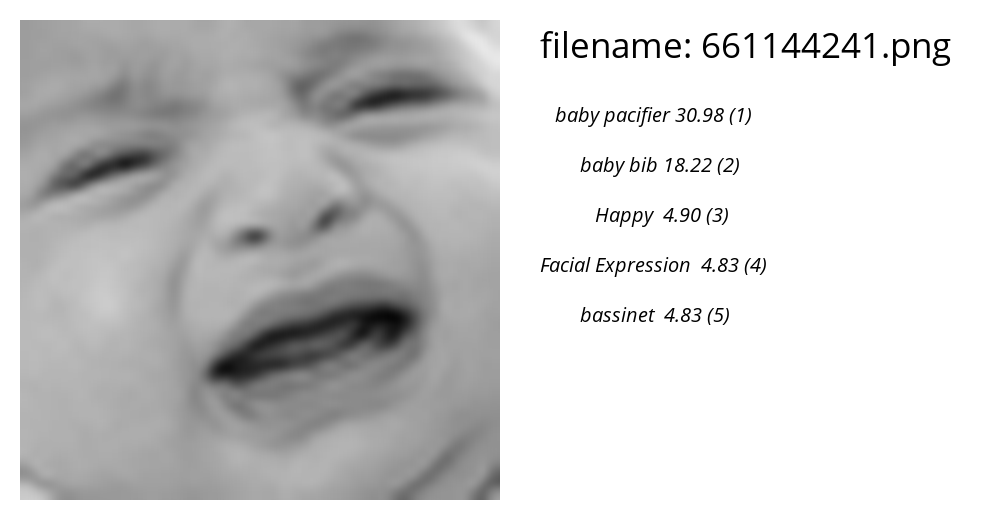 filename: 661144241.png
baby pacifier 30.98 (1)
baby bib 18.22 (2)
Happy  4.90 (3)
Facial Expression  4.83 (4)
bassinet  4.83 (5)